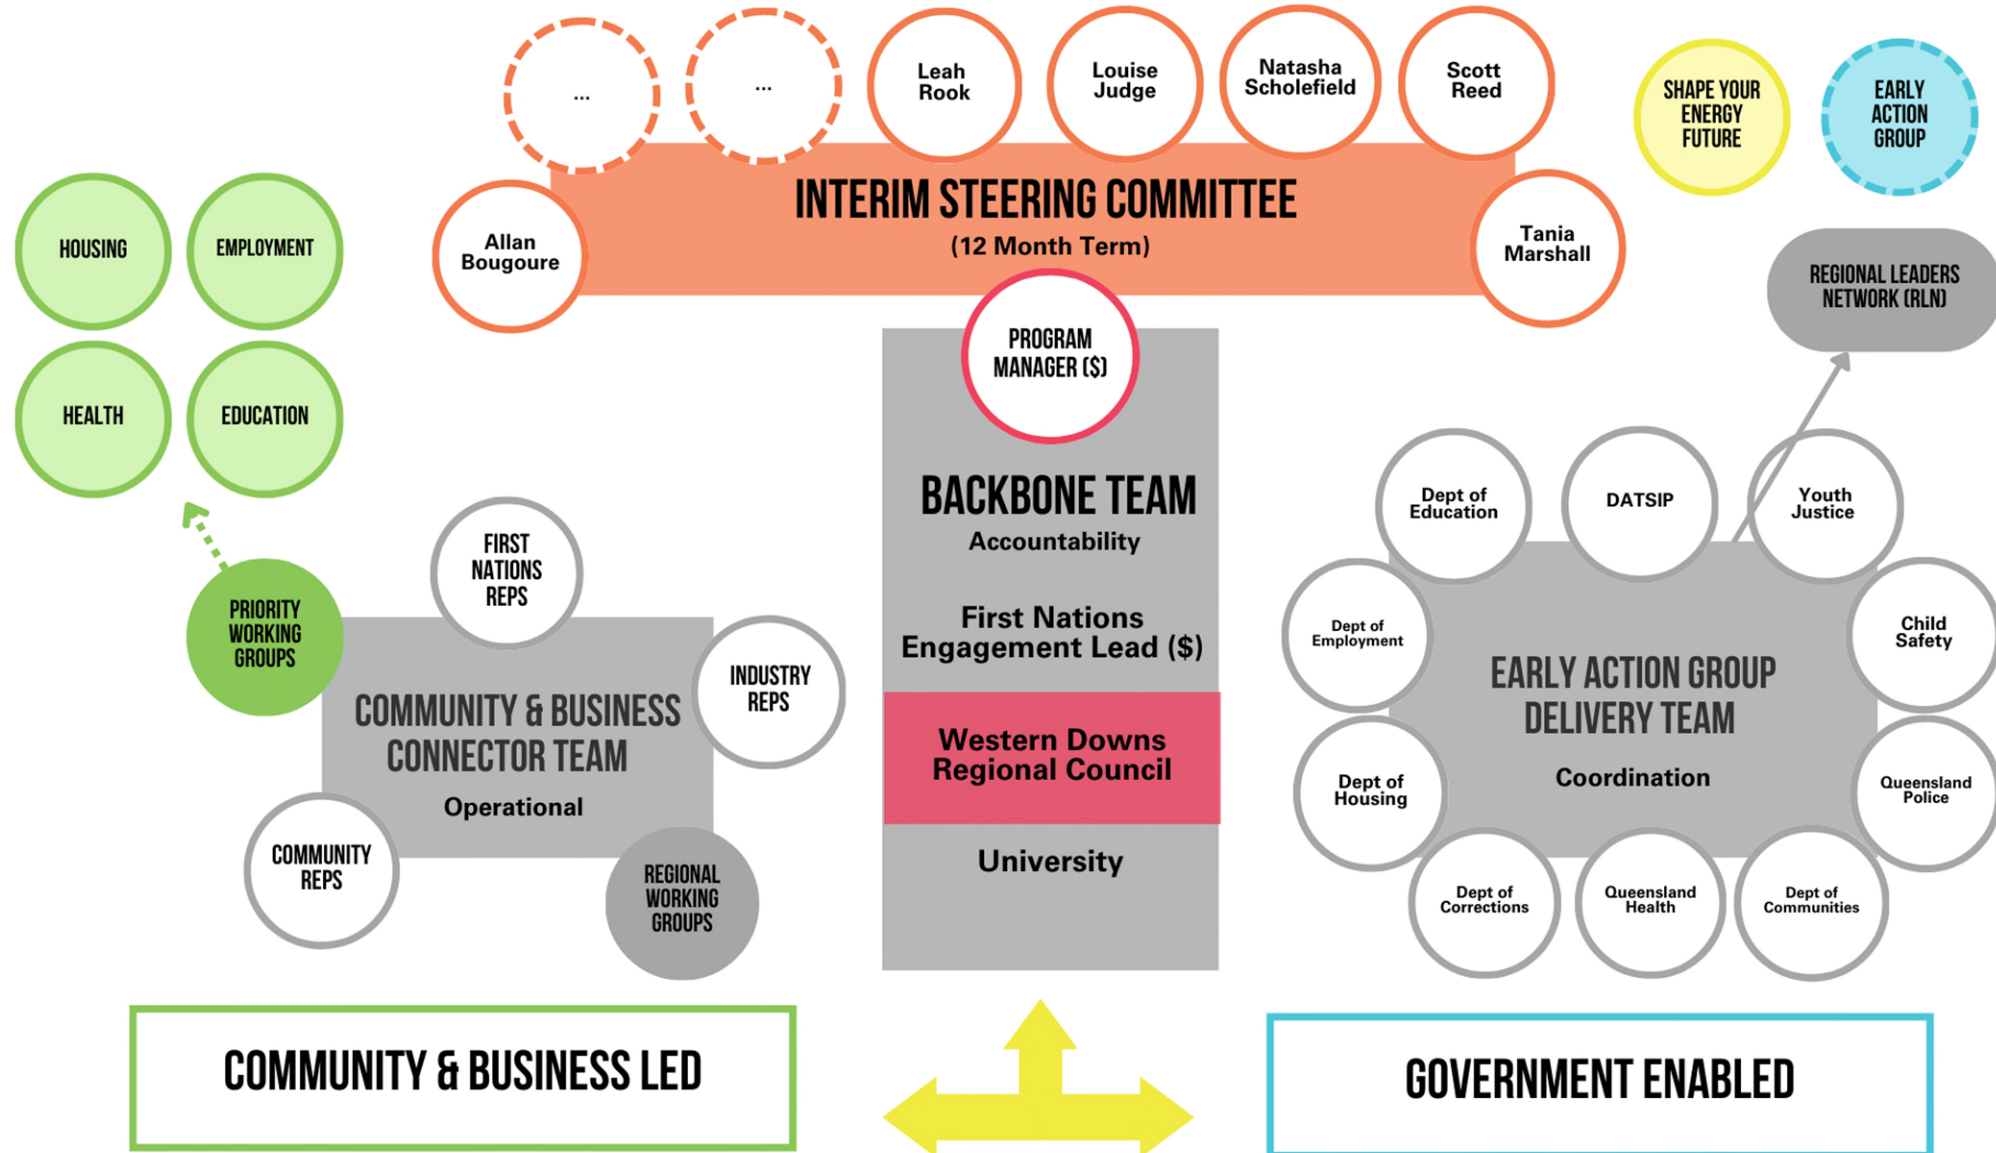 ...
...
Leah
Rook
Louise
Judge
Natasha
Scholefield
Scott
Reed
SHAPE YOUR
ENERGY
FUTURE
EARLY
ACTION
GROUP
INTERIM STEERING COMMITTEE
(12 Month Term)
Allan
Bougoure
Tania
Marshall
HOUSING
EMPLOYMENT
HEALTH
EDUCATION
REGIONAL LEADERS
NETWORK (RLN)
PROGRAM
MANAGER ($)
BACKBONE TEAM
Accountability
First Nations
Engagement Lead ($)
Western Downs
Regional Council
University
PRIORITY
WORKING
GROUPS
FIRST
NATIONS
REPS
INDUSTRY
REPS
COMMUNITY & BUSINESS
CONNECTOR TEAM
Operational
COMMUNITY
REPS
REGIONAL
WORKING
GROUPS
Dept of
Education
DATSIP
Youth
Justice
Dept of
Employment
Child
Safety
EARLY ACTION GROUP
DELIVERY TEAM
Coordination
Dept of
Housing
Queensland
Police
Dept of
Corrections
Queensland
Health
Dept of
Communities
COMMUNITY & BUSINESS LED
GOVERNMENT ENABLED